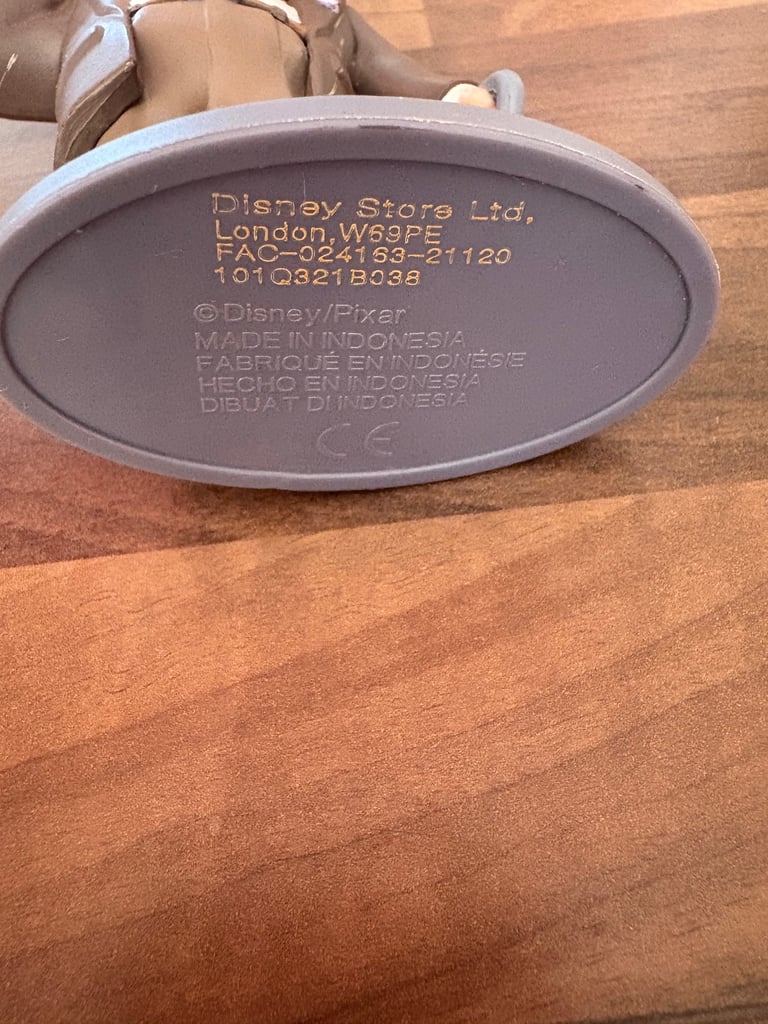 Disney Store Ltd,
London,W69PE
FAC-024163-21120
101Q321B038
©Disney/Pixar
MADE IN INDONESIA
FABRIQUÉ EN INDONÉSIE
HECHO EN INDONESIA
DIBUAT DI INDONESIA
CE